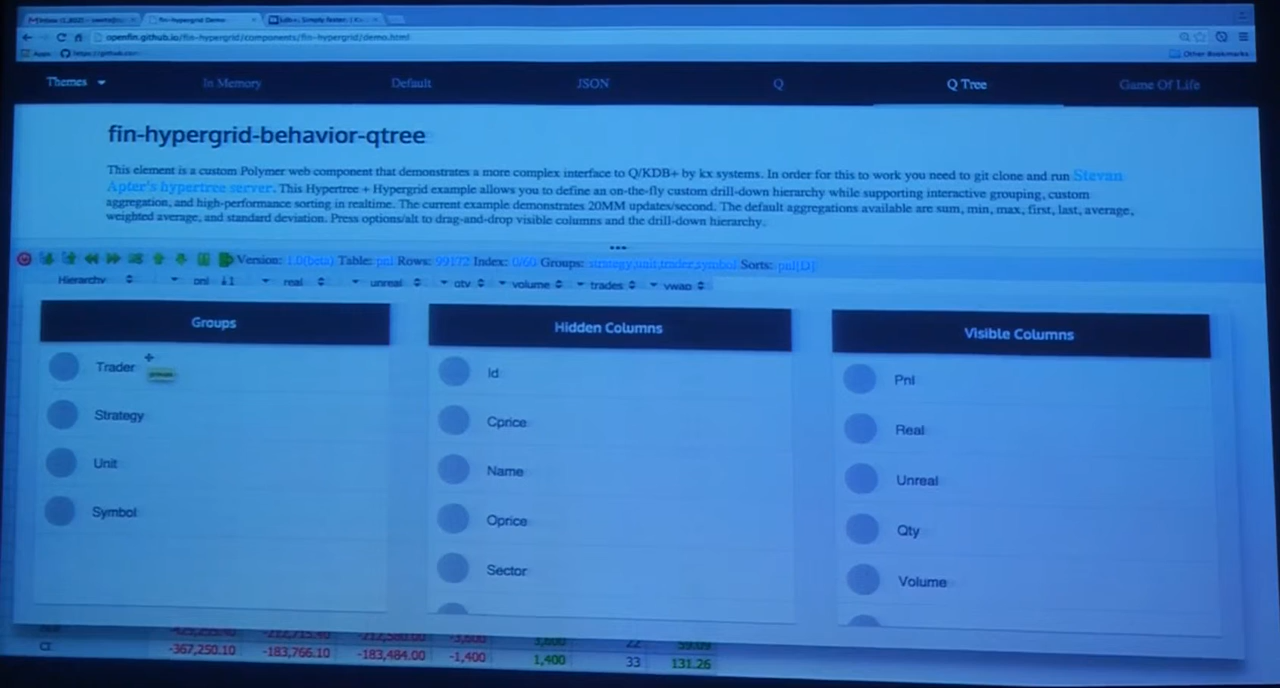 fin-hypergrid Demo
openfin.github.io/fin-hypergrid/components/fin-hypergrid/demo.html
Apps
Other Bookmarks
Themes In Memory Default JSON Q Q Tree Game Of Life
fin-hypergrid-behavior-qtree
This element is a custom Polymer web component that demonstrates a more complex interface to Q/KDB+ by kx systems. In order for this to work you need to git clone and run Stevan
Apter's hypertree server. This Hypertree + Hypergrid example allows you to define an on-the-fly custom drill-down hierarchy while supporting interactive grouping, custom
aggregation, and high-performance sorting in realtime. The current example demonstrates 20MM updates/second. The default aggregations available are sum, min, max, first, last, average,
weighted average, and standard deviation. Press options/alt to drag-and-drop visible columns and the drill-down hierarchy.
Version: 1.0(beta) Table: pnl Rows: 99172 Index: 0/60 Groups: strategy,unit,trader,symbol Sorts: pnl[D]
Hierarchy pnl ↓1 real unreal qty volume trades vwap
Groups
Trader
Strategy
Unit
Symbol
Hidden Columns
Id
Cprice
Name
Oprice
Sector
Visible Columns
Pnl
Real
Unreal
Qty
Volume
-367,250.10 -183,766.10 -183,484.00 -1,400 1,400 33 131.26